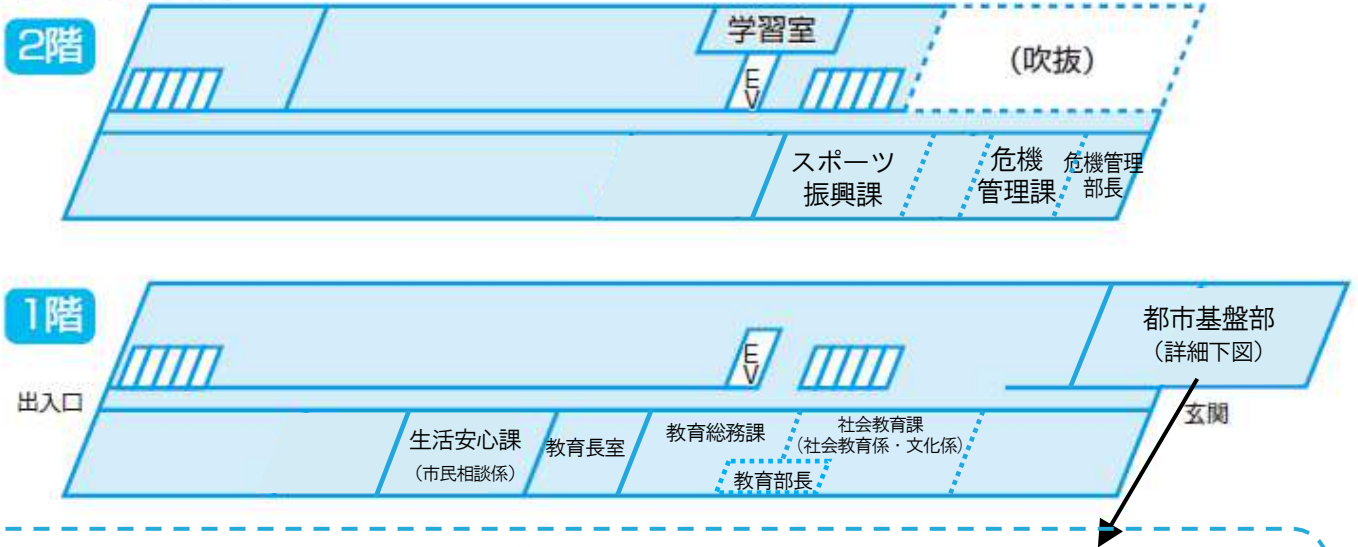 2階
学習室
EV
(吹抜)
スポーツ
振興課
危機
管理課
危機管理
部長
1階
都市基盤部
(詳細下図)
EV
出入口
玄関
生活安心課
(市民相談係)
教育長室
教育総務課
社会教育課
(社会教育係・文化係)
教育部長